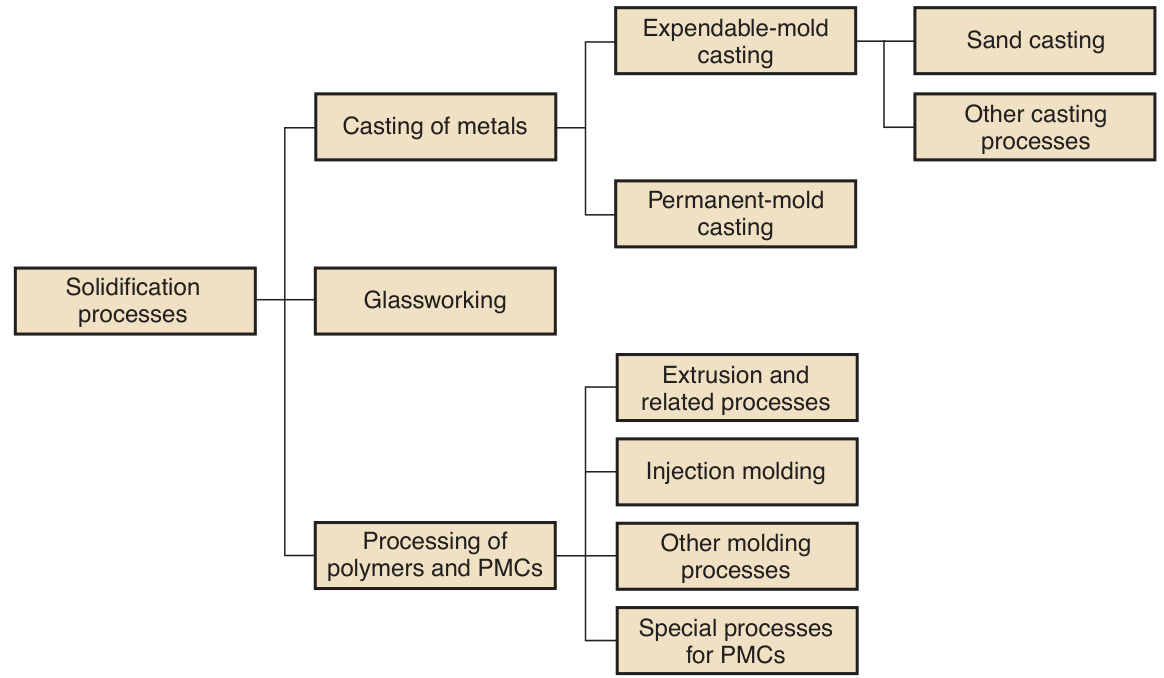 Expendable-mold
casting
Sand casting
Casting of metals
Other casting
processes
Permanent-mold
casting
Solidification
processes
Glassworking
Extrusion and
related processes
Injection molding
Processing of
polymers and PMCs
Other molding
processes
Special processes
for PMCs